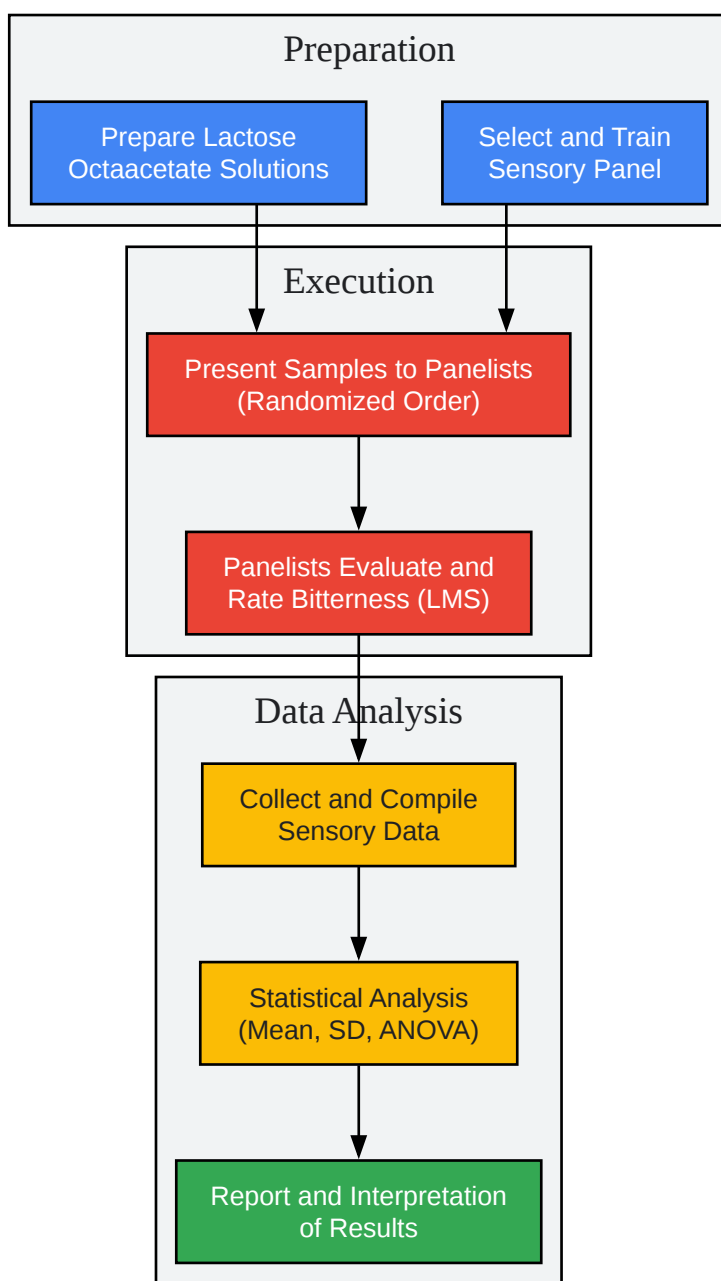 Preparation
Prepare Lactose
Octaacetate Solutions
Select and Train
Sensory Panel
Execution
Present Samples to Panelists
(Randomized Order)
Panelists Evaluate and
Rate Bitterness (LMS)
Data Analysis
Collect and Compile
Sensory Data
Statistical Analysis
(Mean, SD, ANOVA)
Report and Interpretation
of Results